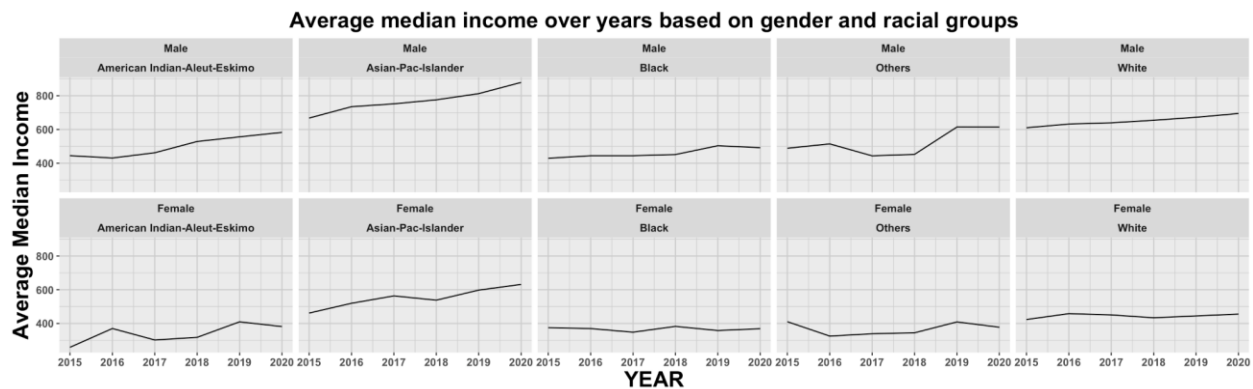 Average median income over years based on gender and racial groups
Male Male Male Male Male
American Indian-Aleut-Eskimo Asian-Pac-Islander Black Others White
800
600
400
Female Female Female Female Female
American Indian-Aleut-Eskimo Asian-Pac-Islander Black Others White
800
600
400
Average Median Income
2015 2016 2017 2018 2019 2020 2015 2016 2017 2018 2019 2020 2015 2016 2017 2018 2019 2020 2015 2016 2017 2018 2019 2020 2015 2016 2017 2018 2019 2020
YEAR